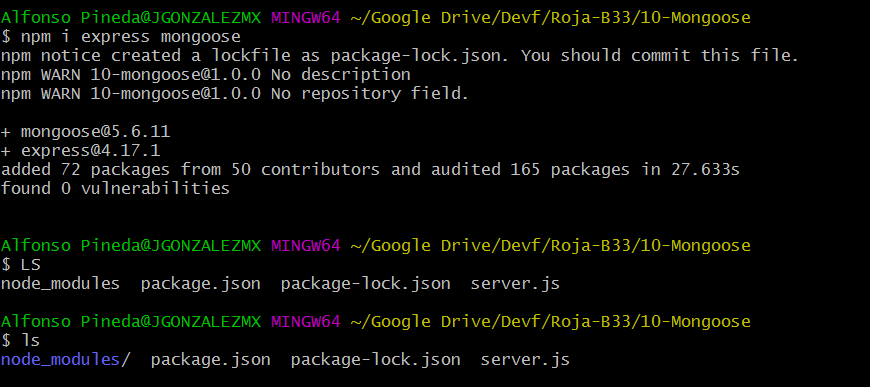 Alfonso Pineda@JGONZALEZMX MINGW64 ~/Google Drive/Devf/Roja-B33/10-Mongoose
$ npm i express mongoose
npm notice created a lockfile as package-lock.json. You should commit this file.
npm WARN 10-mongoose@1.0.0 No description
npm WARN 10-mongoose@1.0.0 No repository field.
+ mongoose@5.6.11
+ express@4.17.1
added 72 packages from 50 contributors and audited 165 packages in 27.633s
found 0 vulnerabilities
Alfonso Pineda@JGONZALEZMX MINGW64 ~/Google Drive/Devf/Roja-B33/10-Mongoose
$ LS
node_modules  package.json  package-lock.json  server.js
Alfonso Pineda@JGONZALEZMX MINGW64 ~/Google Drive/Devf/Roja-B33/10-Mongoose
$ ls
node_modules/  package.json  package-lock.json  server.js